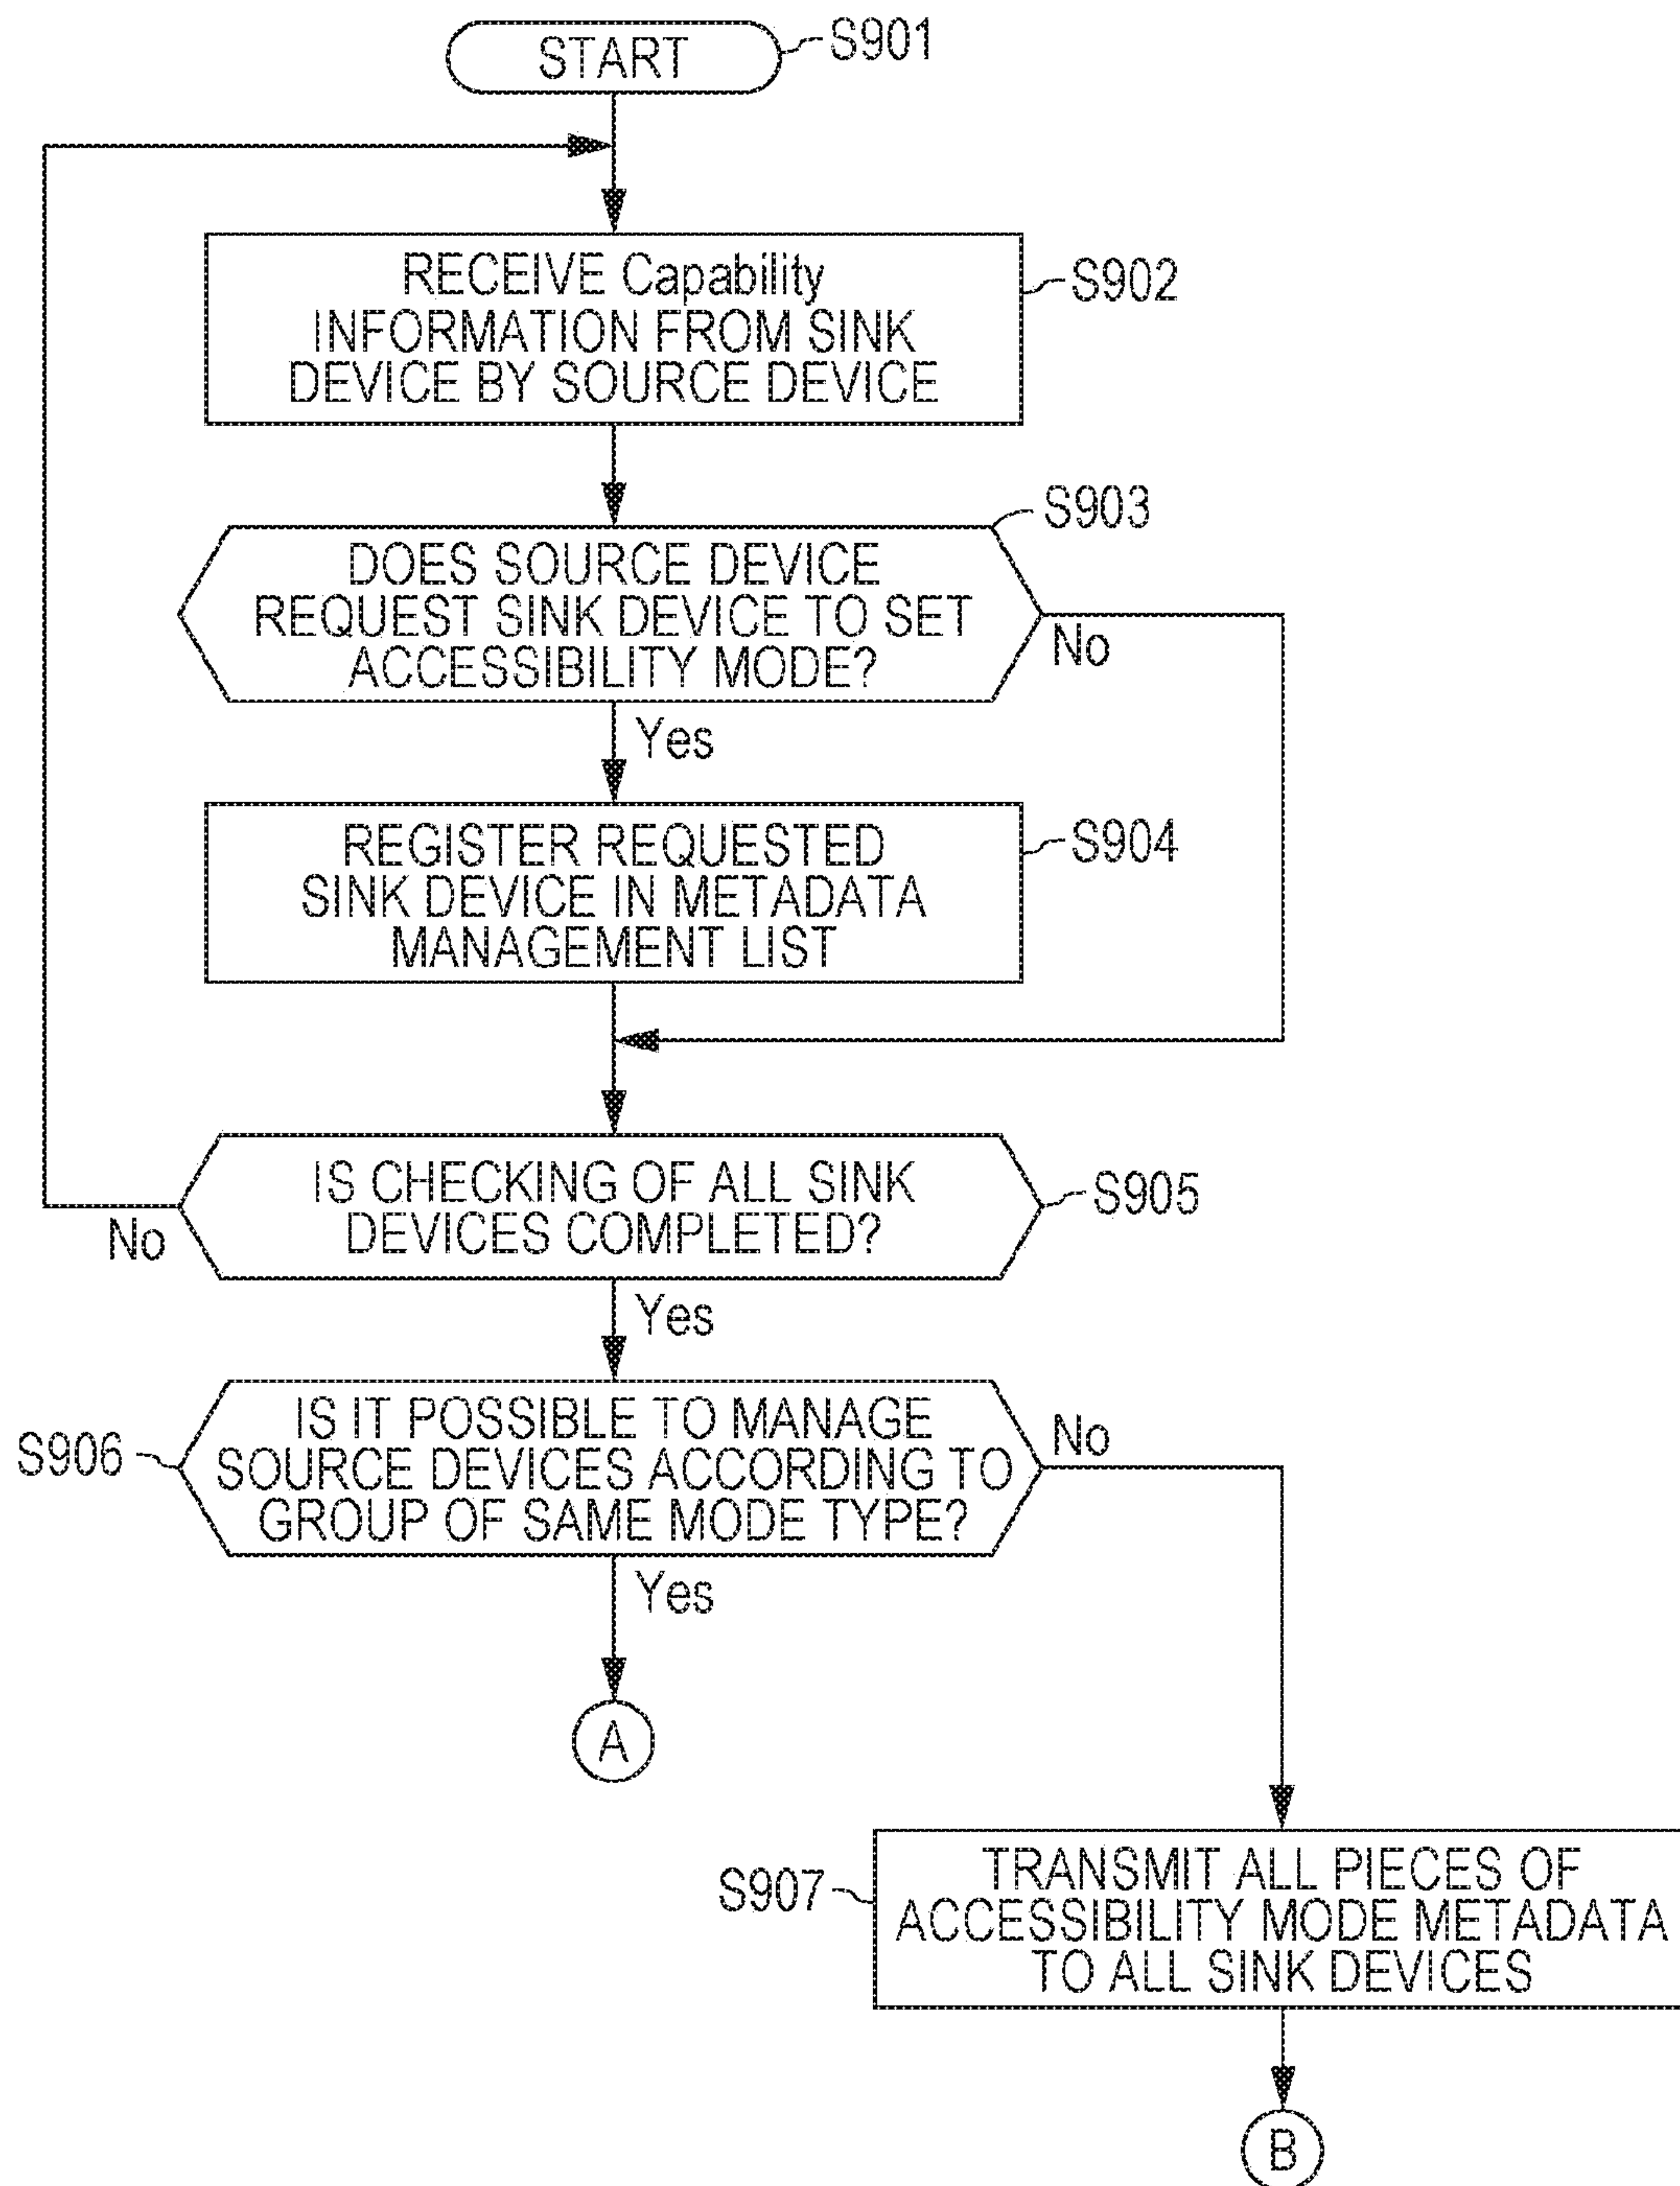 START
S901
RECEIVE Capability
INFORMATION FROM SINK
DEVICE BY SOURCE DEVICE
S902
S903
DOES SOURCE DEVICE
REQUEST SINK DEVICE TO SET
ACCESSIBILITY MODE?
No
Yes
REGISTER REQUESTED
SINK DEVICE IN METADATA
MANAGEMENT LIST
S904
IS CHECKING OF ALL SINK
DEVICES COMPLETED?
S905
No
Yes
S906
IS IT POSSIBLE TO MANAGE
SOURCE DEVICES ACCORDING TO
GROUP OF SAME MODE TYPE?
No
Yes
A
S907
TRANSMIT ALL PIECES OF
ACCESSIBILITY MODE METADATA
TO ALL SINK DEVICES
B